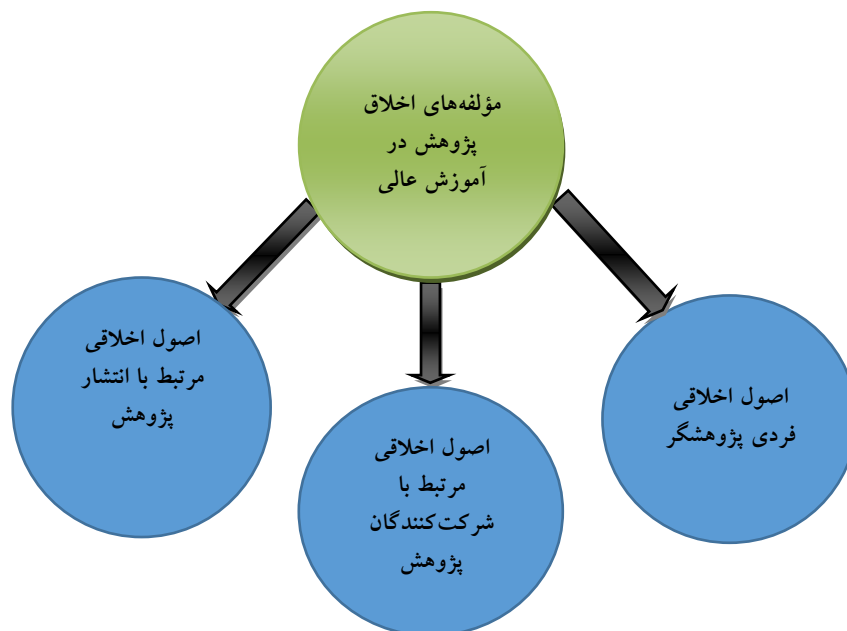 مؤلفه‌های اخلاق
پژوهش در
آموزش عالی
اصول اخلاقی
فردی پژوهشگر
اصول اخلاقی
مرتبط با
شرکت‌کنندگان
پژوهش
اصول اخلاقی
مرتبط با انتشار
پژوهش